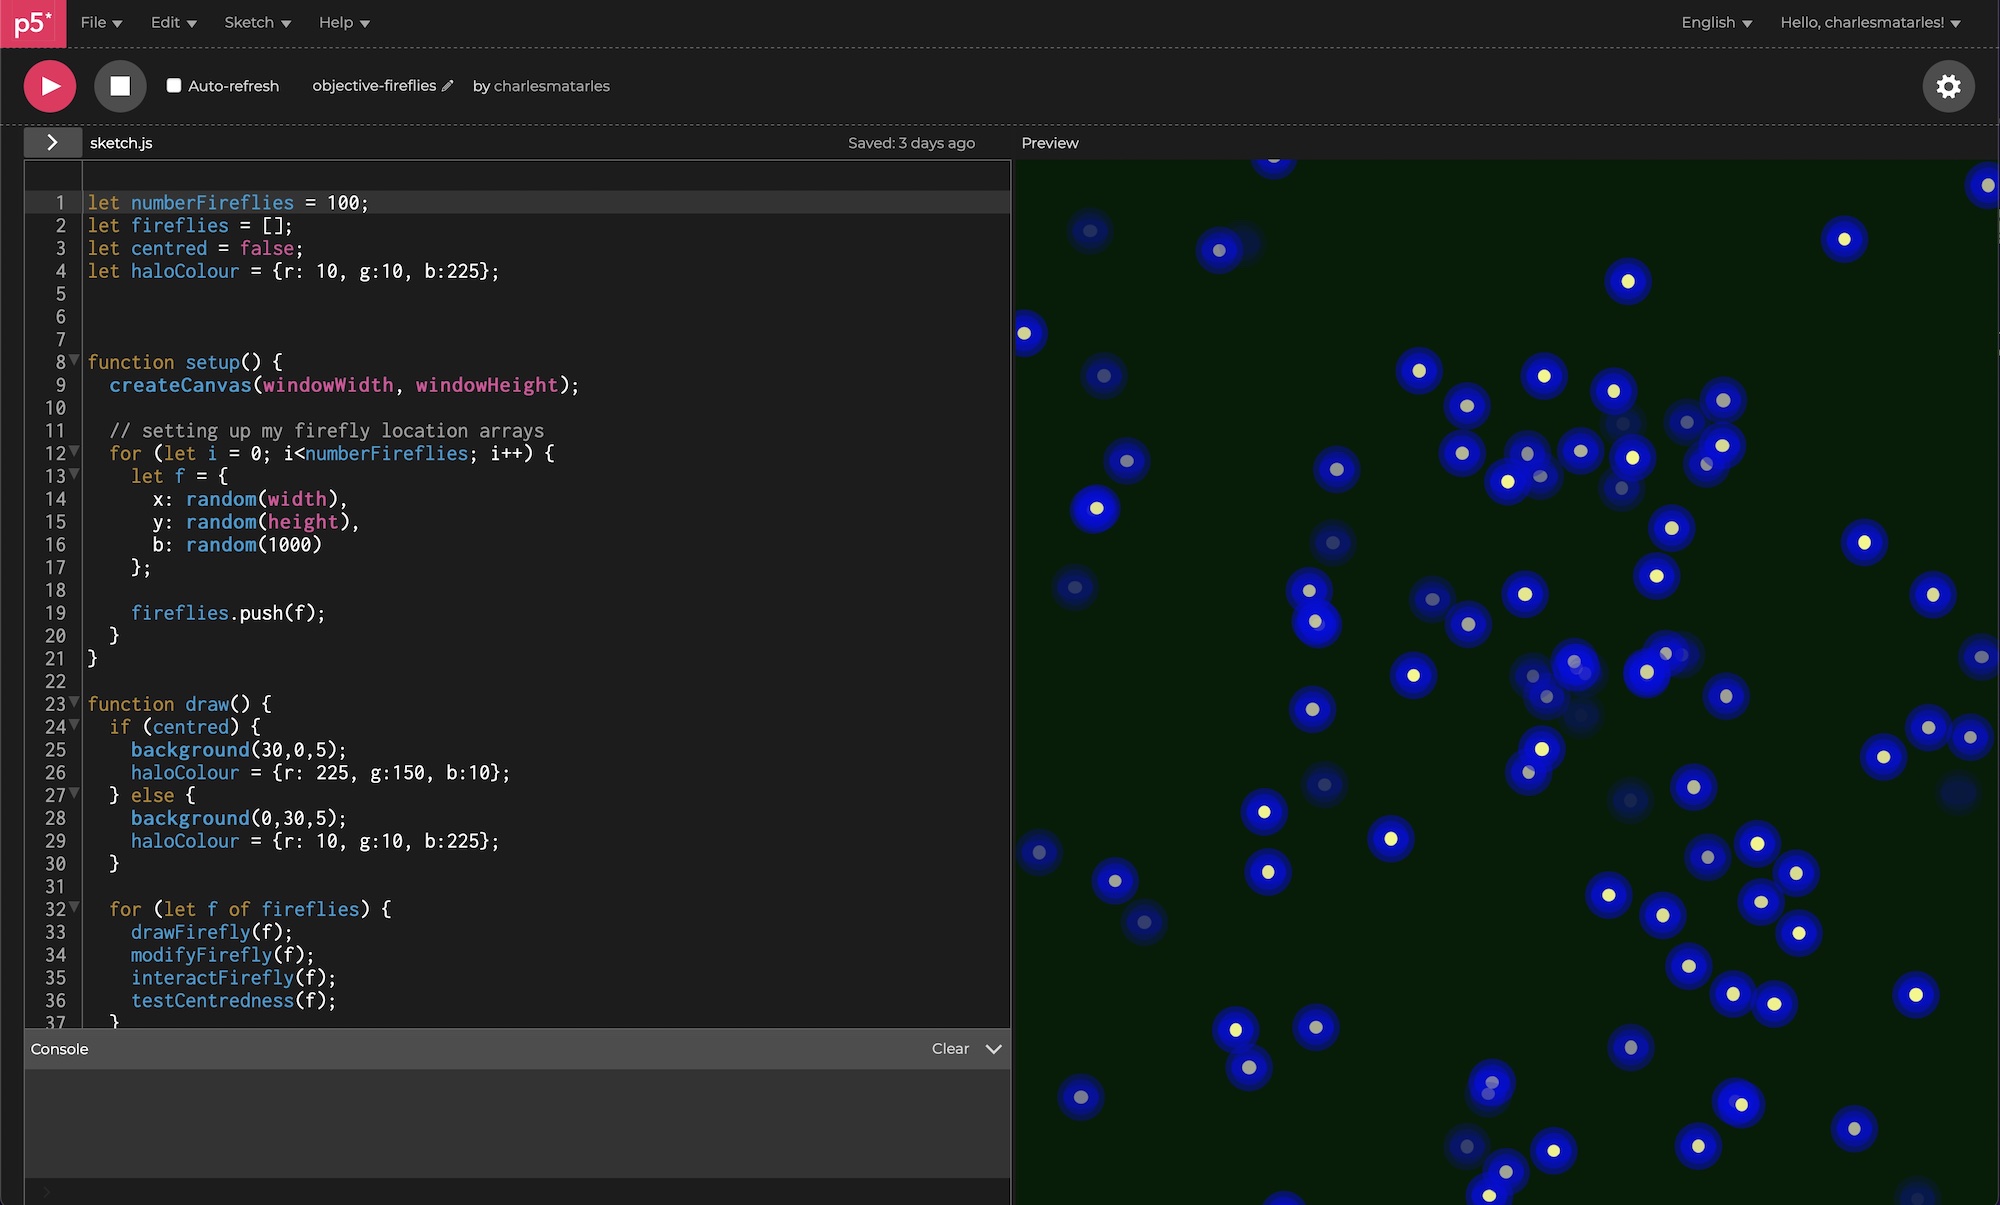 p5* File Edit Sketch Help English Hello, charlesmatarles!
Auto-refresh objective-fireflies by charlesmatarles
sketch.js Saved: 3 days ago Preview
1 let numberFireflies = 100;
2 let fireflies = [];
3 let centred = false;
4 let haloColour = {r: 10, g:10, b:225};
5
6
7
8 function setup() {
9 createCanvas(windowWidth, windowHeight);
10
11 // setting up my firefly location arrays
12 for (let i = 0; i<numberFireflies; i++) {
13 let f = {
14 x: random(width),
15 y: random(height),
16 b: random(1000)
17 };
18
19 fireflies.push(f);
20 }
21 }
22
23 function draw() {
24 if (centred) {
25 background(30,0,5);
26 haloColour = {r: 225, g:150, b:10};
27 } else {
28 background(0,30,5);
29 haloColour = {r: 10, g:10, b:225};
30 }
31
32 for (let f of fireflies) {
33 drawFirefly(f);
34 modifyFirefly(f);
35 interactFirefly(f);
36 testCentredness(f);
37 }
Console Clear